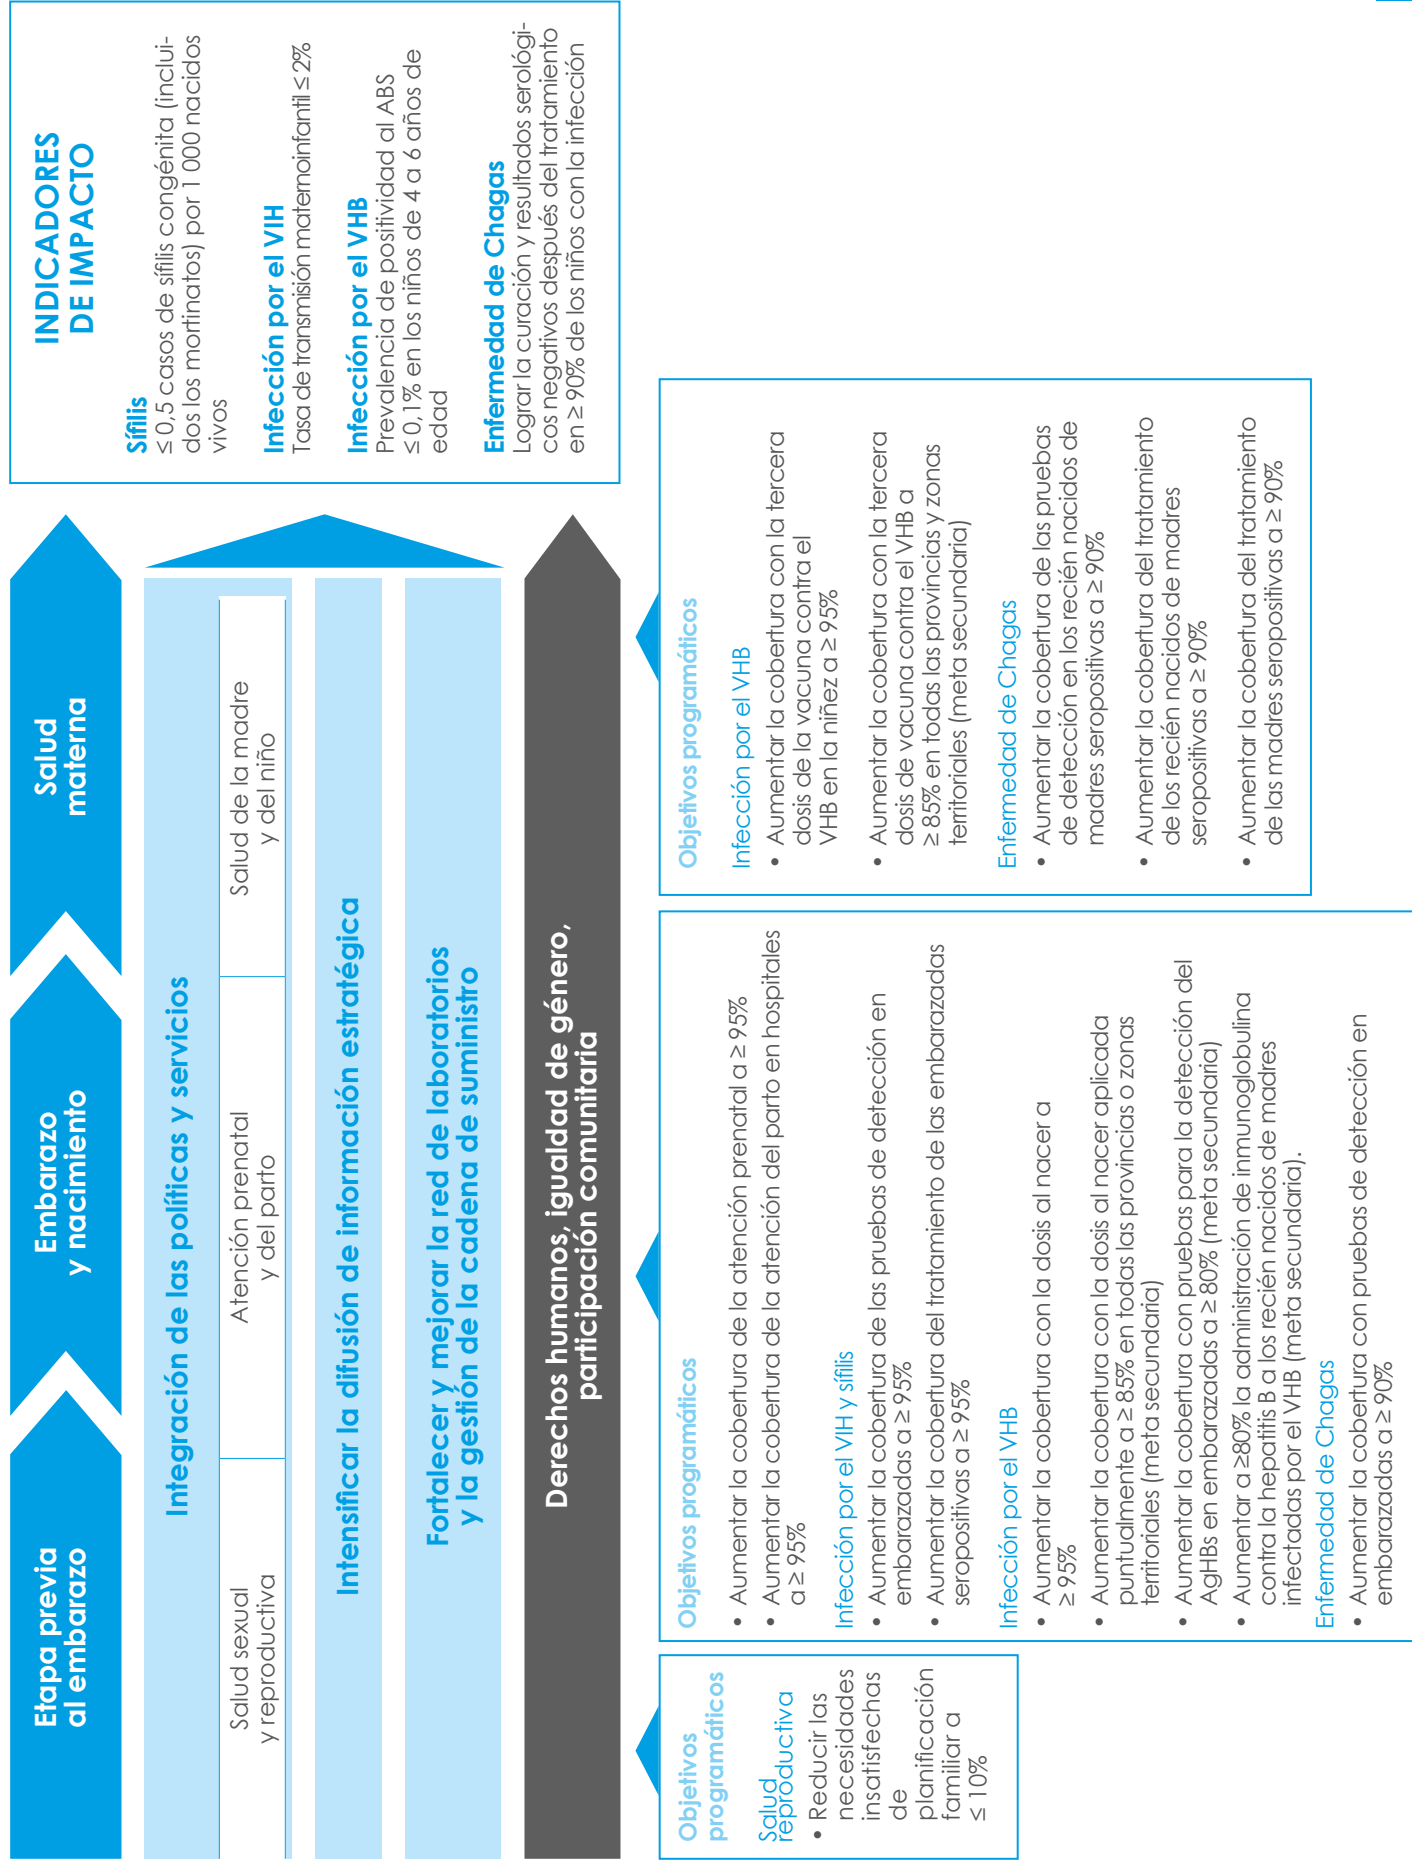 Etapa previa
al embarazo
Embarazo
y nacimiento
Salud
materna
Integración de las políticas y servicios
Salud sexual
y reproductiva
Atención prenatal
y del parto
Salud de la madre
y del niño
Intensificar la difusión de información estratégica
Fortalecer y mejorar la red de laboratorios
y la gestión de la cadena de suministro
Derechos humanos, igualdad de género,
participación comunitaria
INDICADORES
DE IMPACTO
Sífilis
≤ 0,5 casos de sífilis congénita (inclui-
dos los mortinatos) por 1 000 nacidos
vivos
Infección por el VIH
Tasa de transmisión maternoinfantil ≤ 2%
Infección por el VHB
Prevalencia de positividad al ABS
≤ 0,1% en los niños de 4 a 6 años de
edad
Enfermedad de Chagas
Lograr la curación y resultados serológi-
cos negativos después del tratamiento
en ≥ 90% de los niños con la infección
Objetivos
programáticos
Salud
reproductiva
• Reducir las
necesidades
insatisfechas
de
planificación
familiar a
≤ 10%
Objetivos programáticos
• Aumentar la cobertura de la atención prenatal a ≥ 95%
• Aumentar la cobertura de la atención del parto en hospitales
a ≥ 95%
Infección por el VIH y sífilis
• Aumentar la cobertura de las pruebas de detección en
embarazadas a ≥ 95%
• Aumentar la cobertura del tratamiento de las embarazadas
seropositivas a ≥ 95%
Infección por el VHB
• Aumentar la cobertura con la dosis al nacer a
≥ 95%
• Aumentar la cobertura con la dosis al nacer aplicada
puntualmente a ≥ 85% en todas las provincias o zonas
territoriales (meta secundaria)
• Aumentar la cobertura con pruebas para la detección del
AgHBs en embarazadas a ≥ 80% (meta secundaria)
• Aumentar a ≥80% la administración de inmunoglobulina
contra la hepatitis B a los recién nacidos de madres
infectadas por el VHB (meta secundaria).
Enfermedad de Chagas
• Aumentar la cobertura con pruebas de detección en
embarazadas a ≥ 90%
Objetivos programáticos
Infección por el VHB
• Aumentar la cobertura con la tercera
dosis de la vacuna contra el
VHB en la niñez a ≥ 95%
• Aumentar la cobertura con la tercera
dosis de vacuna contra el VHB a
≥ 85% en todas las provincias y zonas
territoriales (meta secundaria)
Enfermedad de Chagas
• Aumentar la cobertura de las pruebas
de detección en los recién nacidos de
madres seropositivas a ≥ 90%
• Aumentar la cobertura del tratamiento
de los recién nacidos de madres
seropositivas a ≥ 90%
• Aumentar la cobertura del tratamiento
de las madres seropositivas a ≥ 90%